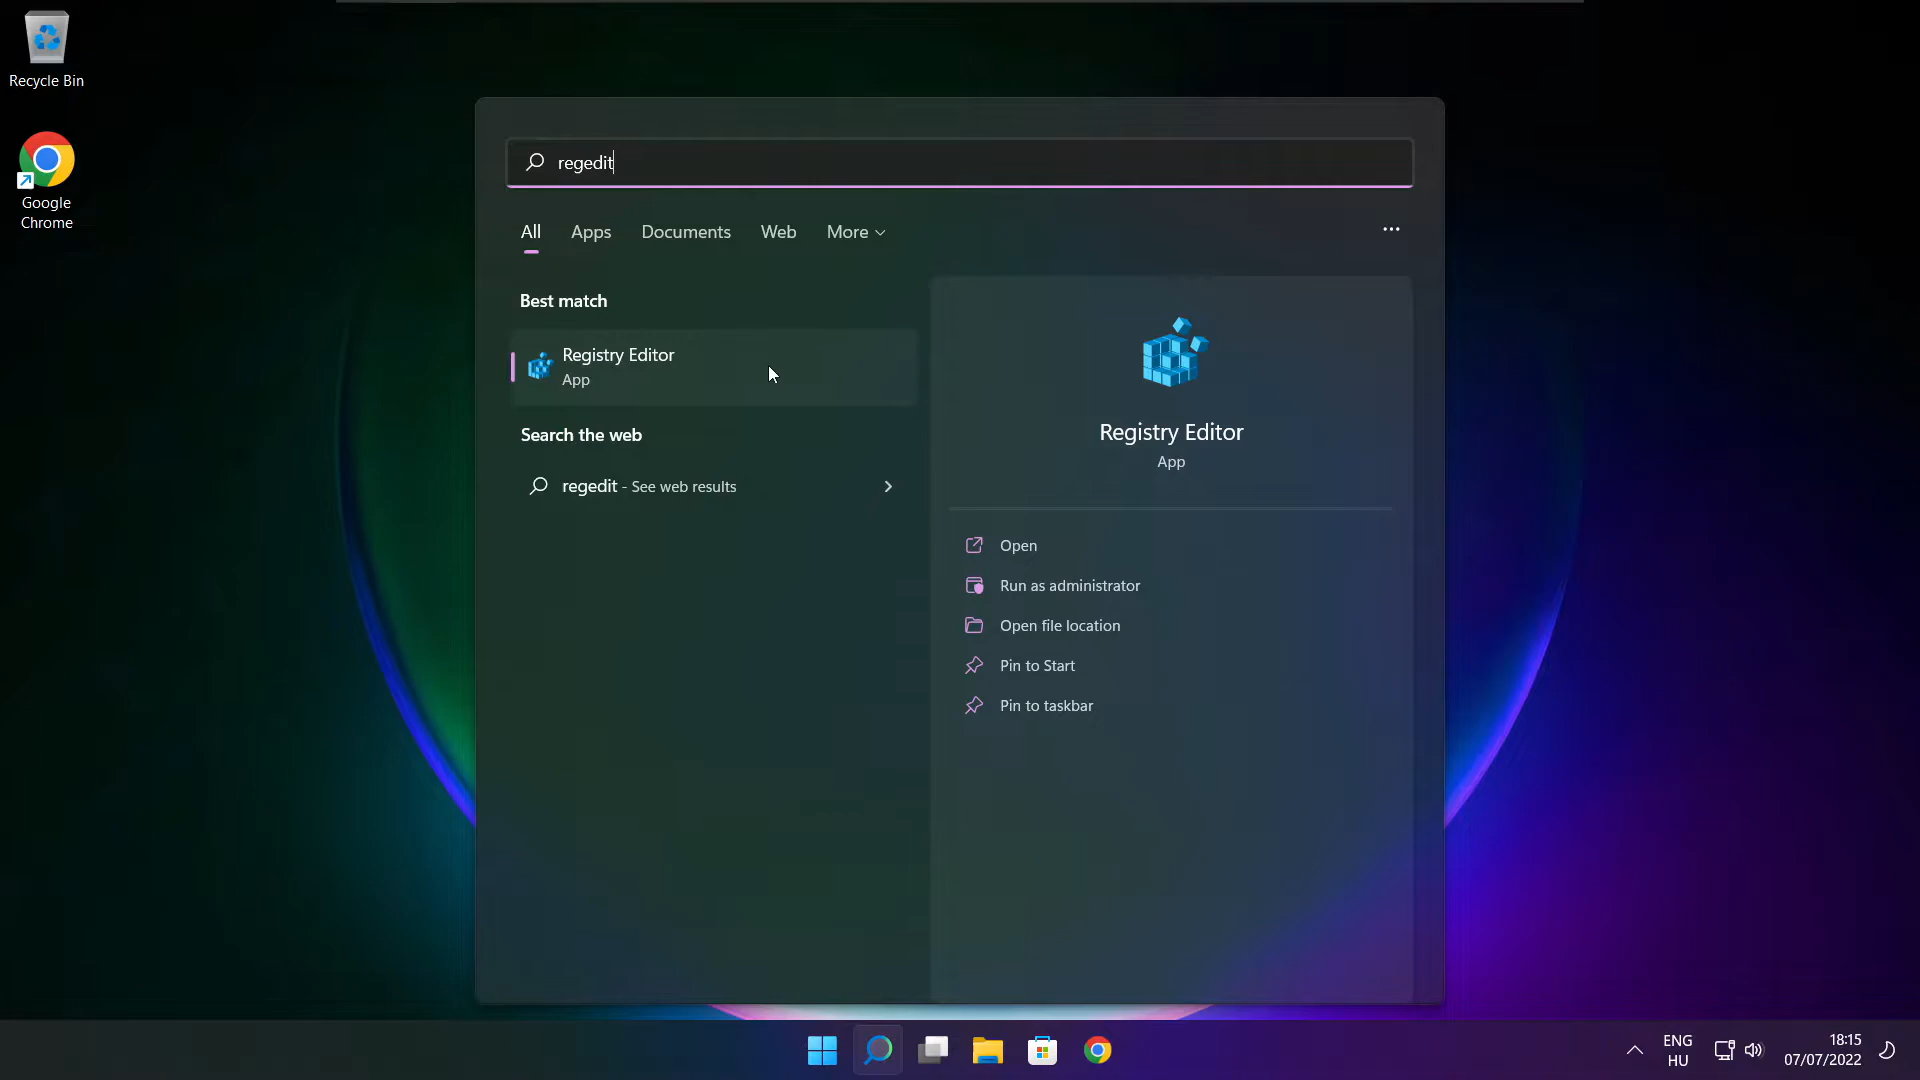 Recycle Bin
Google
Chrome
regedit
All Apps Documents Web More
Best match
Registry Editor
App
Search the web
regedit - See web results
Registry Editor
App
Open
Run as administrator
Open file location
Pin to Start
Pin to taskbar
ENG
HU
18:15
07/07/2022